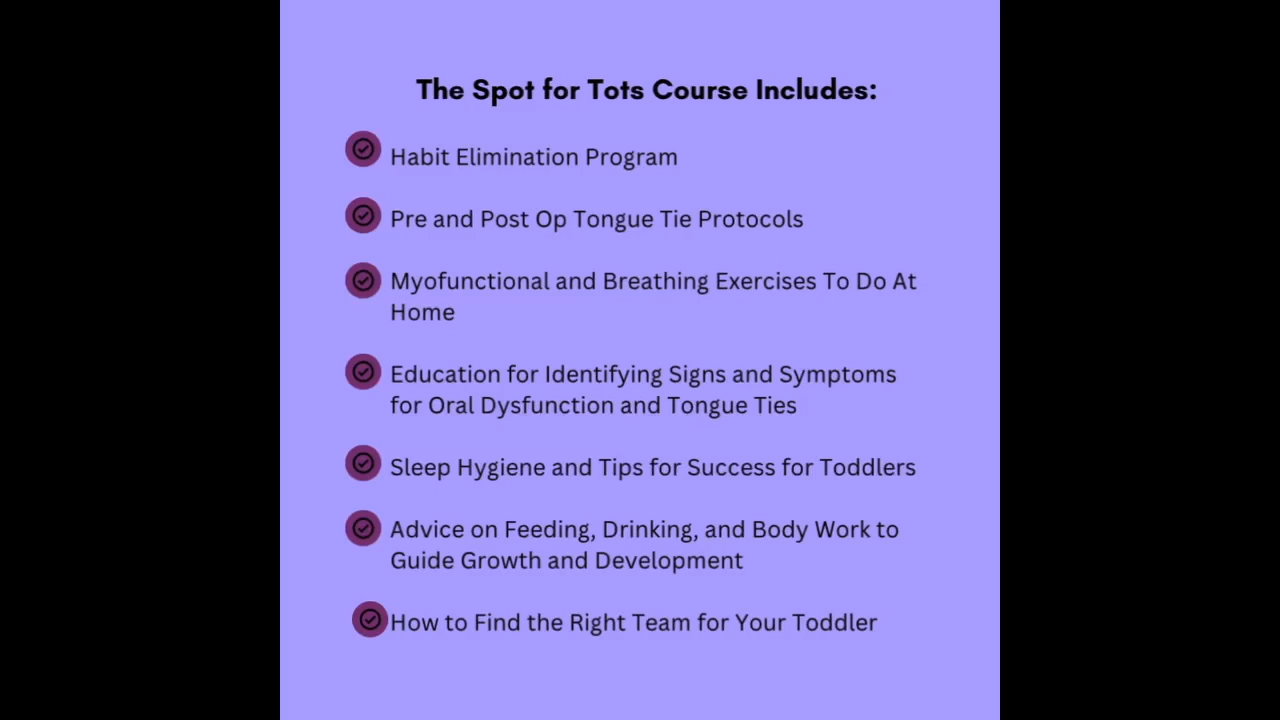 The Spot for Tots Course Includes:
Habit Elimination Program
Pre and Post Op Tongue Tie Protocols
Myofunctional and Breathing Exercises To Do At
Home
Education for Identifying Signs and Symptoms
for Oral Dysfunction and Tongue Ties
Sleep Hygiene and Tips for Success for Toddlers
Advice on Feeding, Drinking, and Body Work to
Guide Growth and Development
How to Find the Right Team for Your Toddler